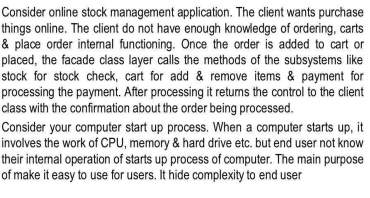 Consider online stock management application. The client wants purchase
things online. The client do not have enough knowledge of ordering, carts
& place order internal functioning. Once the order is added to cart or
placed, the facade class layer calls the methods of the subsystems like
stock for stock check, cart for add & remove items & payment for
processing the payment. After processing it returns the control to the client
class with the confirmation about the order being processed.
Consider your computer start up process. When a computer starts up, it
involves the work of CPU, memory & hard drive etc. but end user not know
their internal operation of starts up process of computer. The main purpose
of make it easy to use for users. It hide complexity to end user